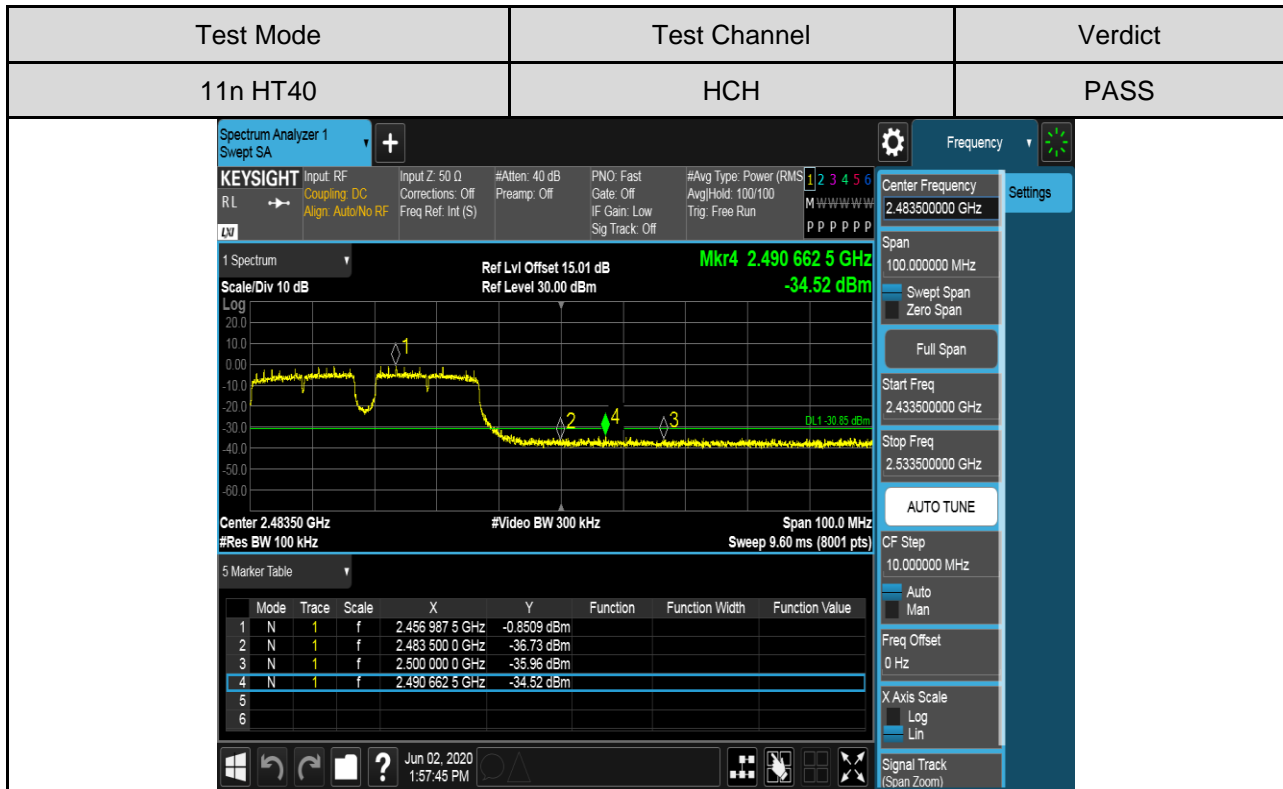 Test Mode Test Channel Verdict
11n HT40 HCH PASS
Spectrum Analyzer 1
Swept SA
+
Frequency
KEYSIGHT Input: RF Input Z: 50 Ω #Atten: 40 dB PNO: Fast #Avg Type: Power (RMS 1 2 3 4 5 6
Coupling: DC Corrections: Off Preamp: Off Gate: Off Avg|Hold: 100/100 M W W W W W
R L Align: Auto/No RF Freq Ref: Int (S) IF Gain: Low Trig: Free Run
LXI Sig Track: Off P P P P P P
1 Spectrum
Ref Lvl Offset 15.01 dB Mkr4 2.490 662 5 GHz
Scale/Div 10 dB Ref Level 30.00 dBm -34.52 dBm
Log
20.0
10.0
0.00
-10.0
-20.0
-30.0
-40.0
-50.0
-60.0
1
2 4 3
DL1 -30.85 dBm
Center 2.48350 GHz #Video BW 300 kHz Span 100.0 MHz
#Res BW 100 kHz Sweep 9.60 ms (8001 pts)
5 Marker Table
Mode Trace Scale X Y Function Function Width Function Value
1 N 1 f 2.456 987 5 GHz -0.8509 dBm
2 N 1 f 2.483 500 0 GHz -36.73 dBm
3 N 1 f 2.500 000 0 GHz -35.96 dBm
4 N 1 f 2.490 662 5 GHz -34.52 dBm
5
6
?
Jun 02, 2020
1:57:45 PM
Center Frequency
2.483500000 GHz
Settings
Span
100.000000 MHz
Swept Span
Zero Span
Full Span
Start Freq
2.433500000 GHz
Stop Freq
2.533500000 GHz
AUTO TUNE
CF Step
10.000000 MHz
Auto
Man
Freq Offset
0 Hz
X Axis Scale
Log
Lin
Signal Track
(Span Zoom)